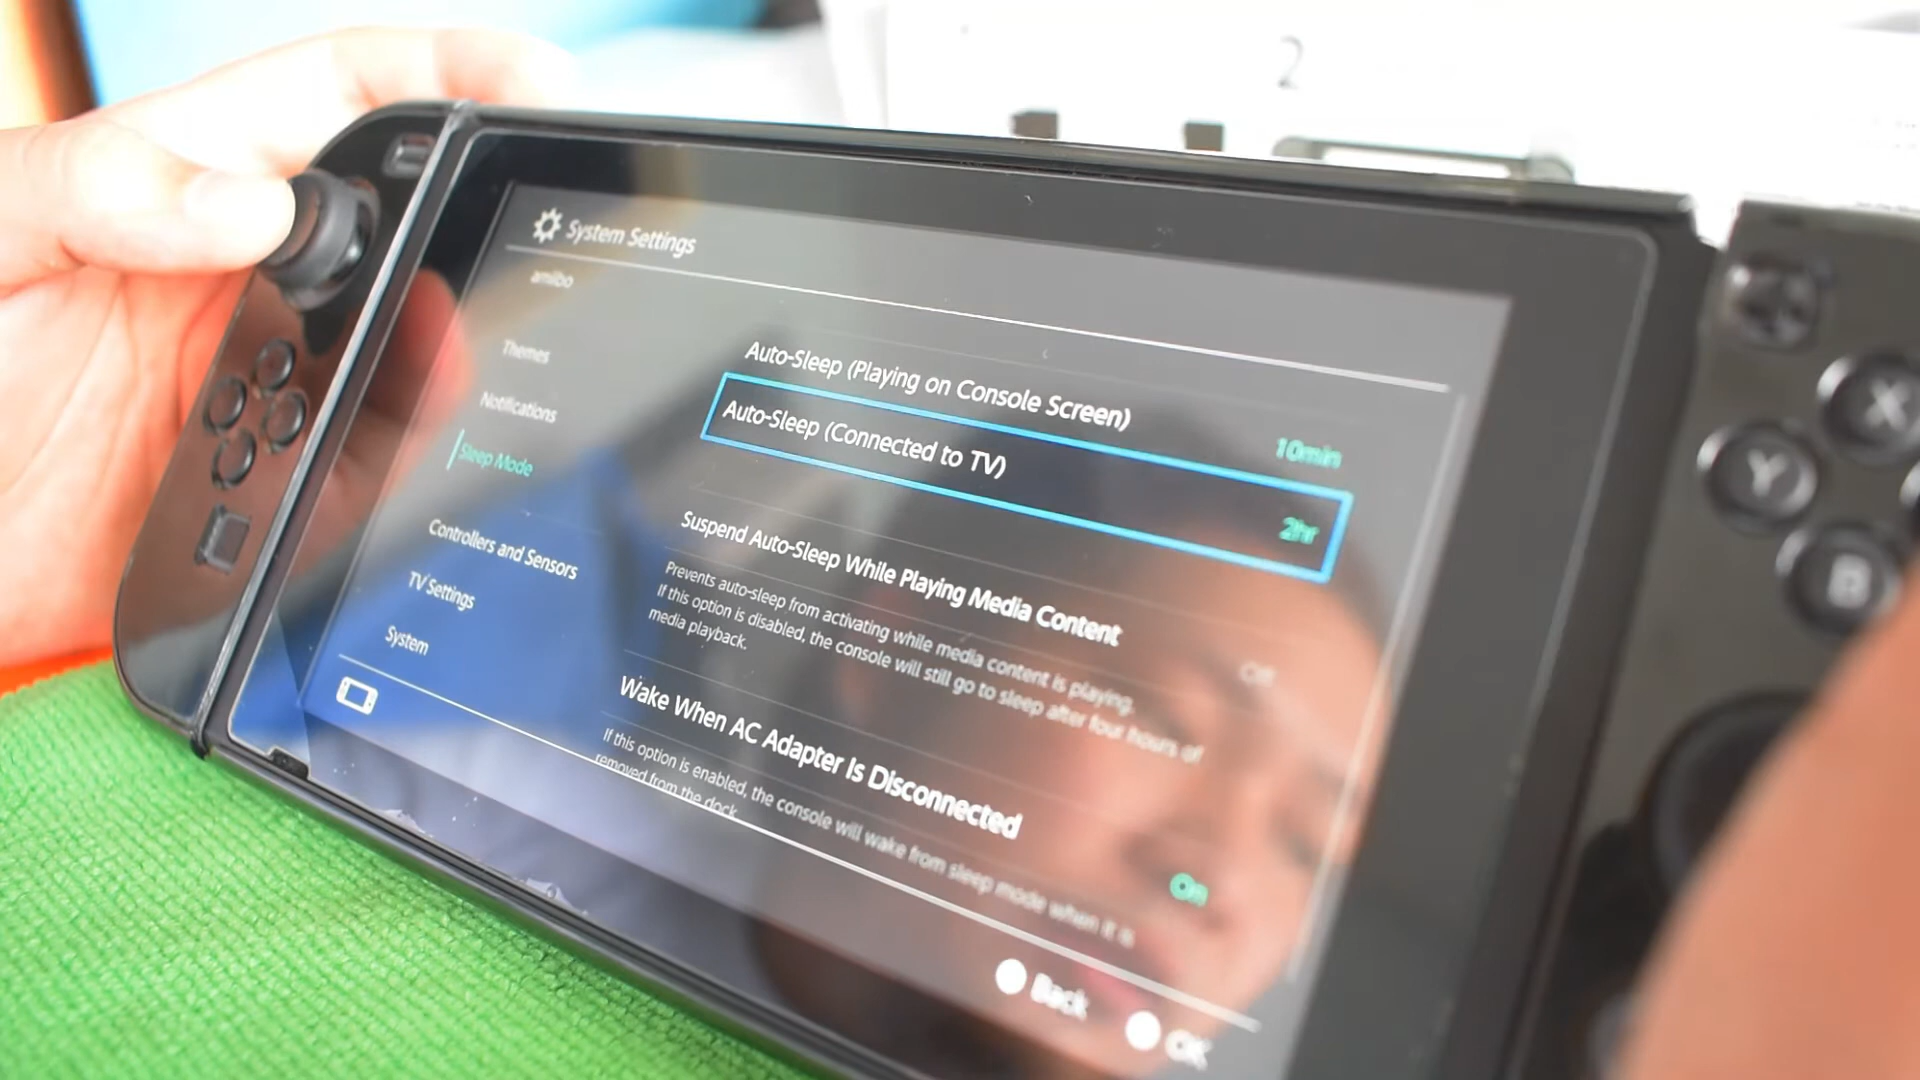 2
System Settings
amiibo
Themes
Notifications
Sleep Mode
Controllers and Sensors
TV Settings
System
Auto-Sleep (Playing on Console Screen)
10min
Auto-Sleep (Connected to TV)
2hr
Suspend Auto-Sleep While Playing Media Content
Off
Prevents auto-sleep from activating while media content is playing.
If this option is disabled, the console will still go to sleep after four hours of
media playback.
Wake When AC Adapter Is Disconnected
On
If this option is enabled, the console will wake from sleep mode when it is
removed from the dock.
Back
OK
X
Y
B